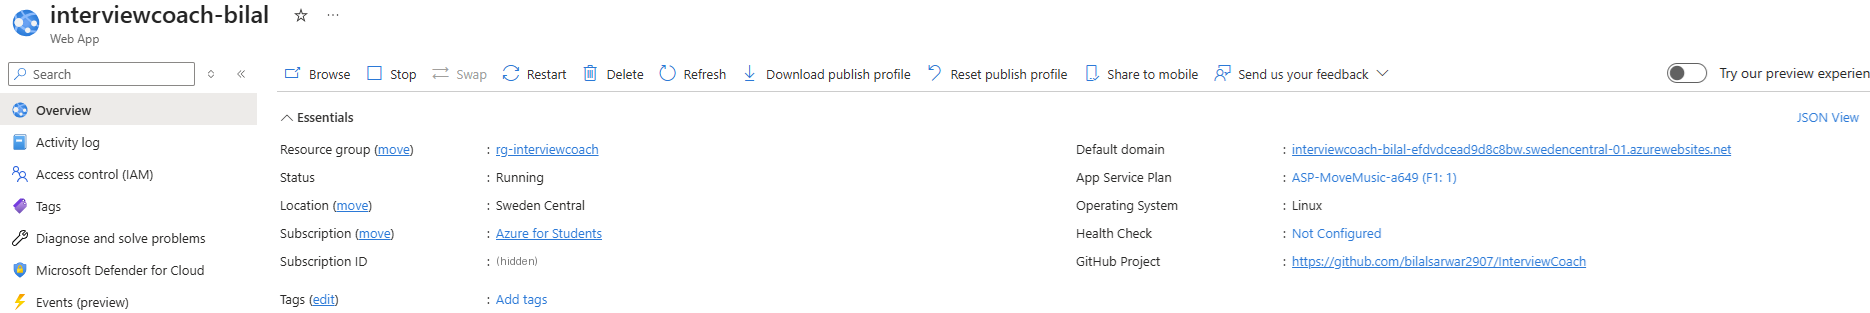 interviewcoach-bilal
Web App
Search
Browse Stop Swap Restart Delete Refresh Download publish profile Reset publish profile Share to mobile Send us your feedback Try our preview experien
Overview
Activity log
Access control (IAM)
Tags
Diagnose and solve problems
Microsoft Defender for Cloud
Events (preview)
Essentials
JSON View
Resource group (move) : rg-interviewcoach
Status : Running
Location (move) : Sweden Central
Subscription (move) : Azure for Students
Subscription ID : (hidden)
Tags (edit) : Add tags
Default domain : interviewcoach-bilal-efdvdcead9d8c8bw.swedencentral-01.azurewebsites.net
App Service Plan : ASP-MoveMusic-a649 (F1: 1)
Operating System : Linux
Health Check : Not Configured
GitHub Project : https://github.com/bilalsarwar2907/InterviewCoach